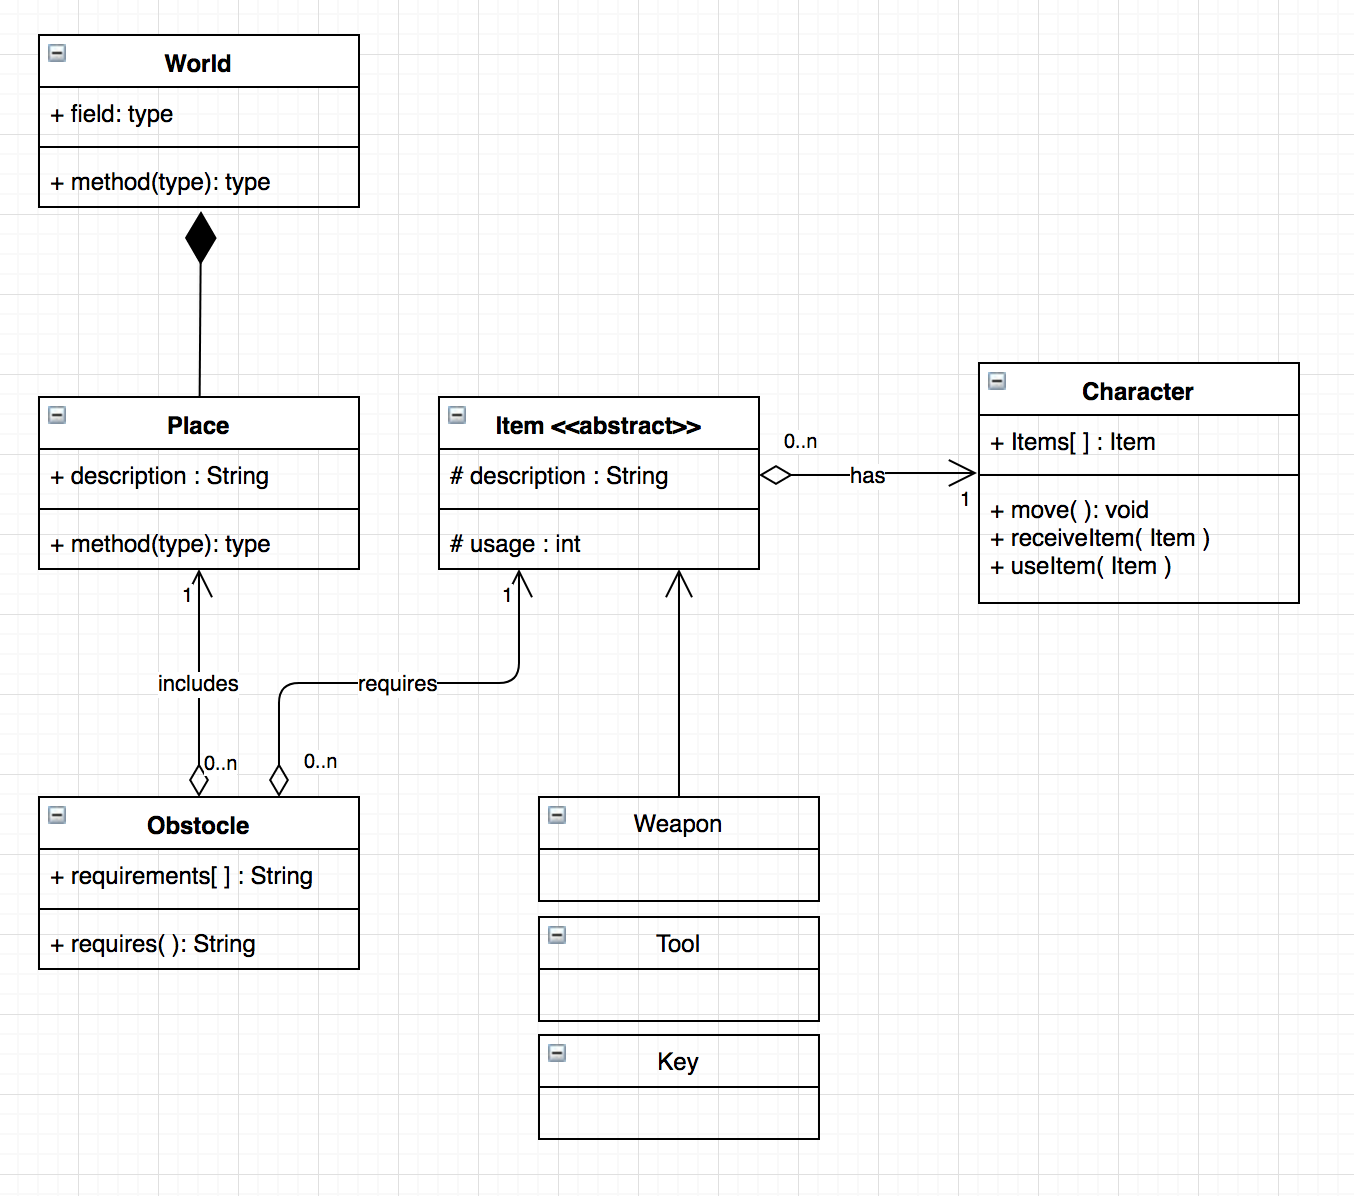 World
+ field: type
+ method(type): type
Place
+ description : String
+ method(type): type
Item <<abstract>>
# description : String
# usage : int
0..n
has
1
Character
+ Items[ ] : Item
+ move( ): void
+ receiveItem( Item )
+ useItem( Item )
1
includes
0..n
1
requires
0..n
Obstocle
+ requirements[ ] : String
+ requires( ): String
Weapon
Tool
Key